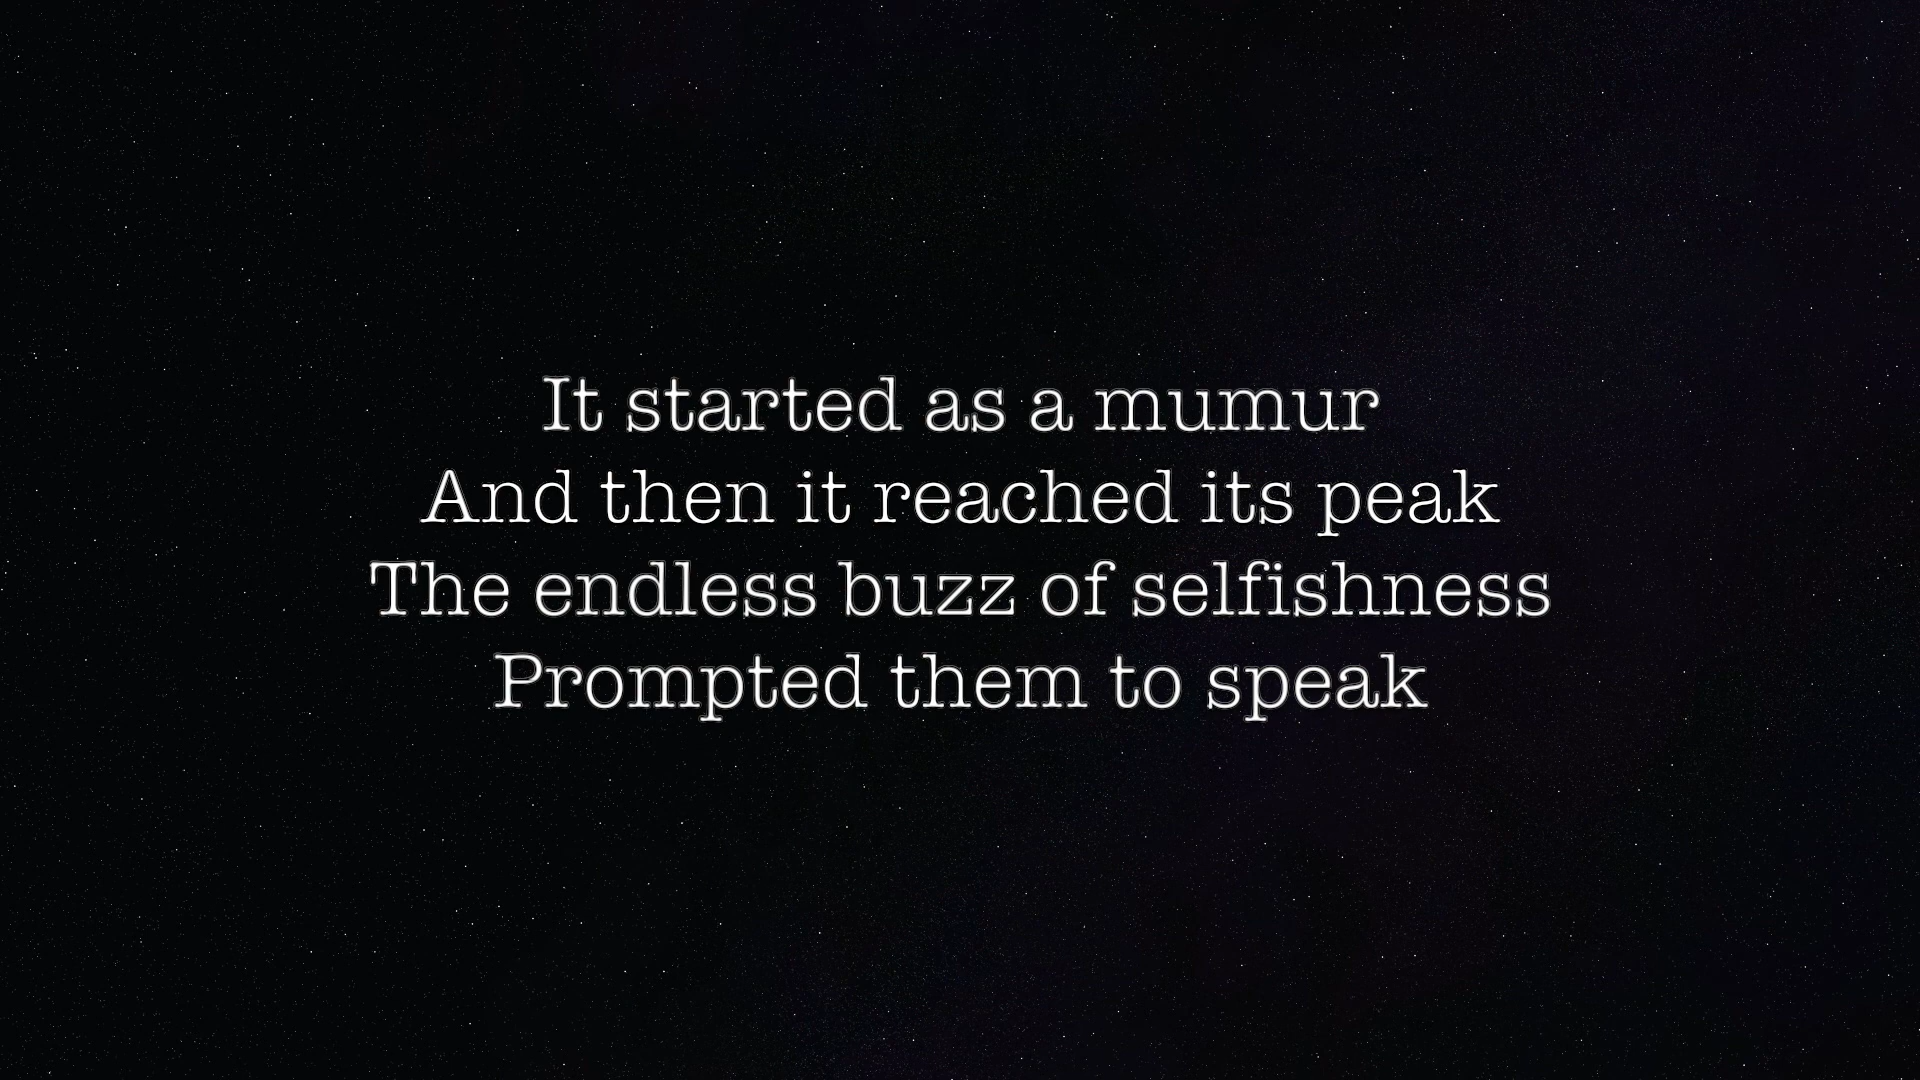 It started as a mumur
And then it reached its peak
The endless buzz of selfishness
Prompted them to speak